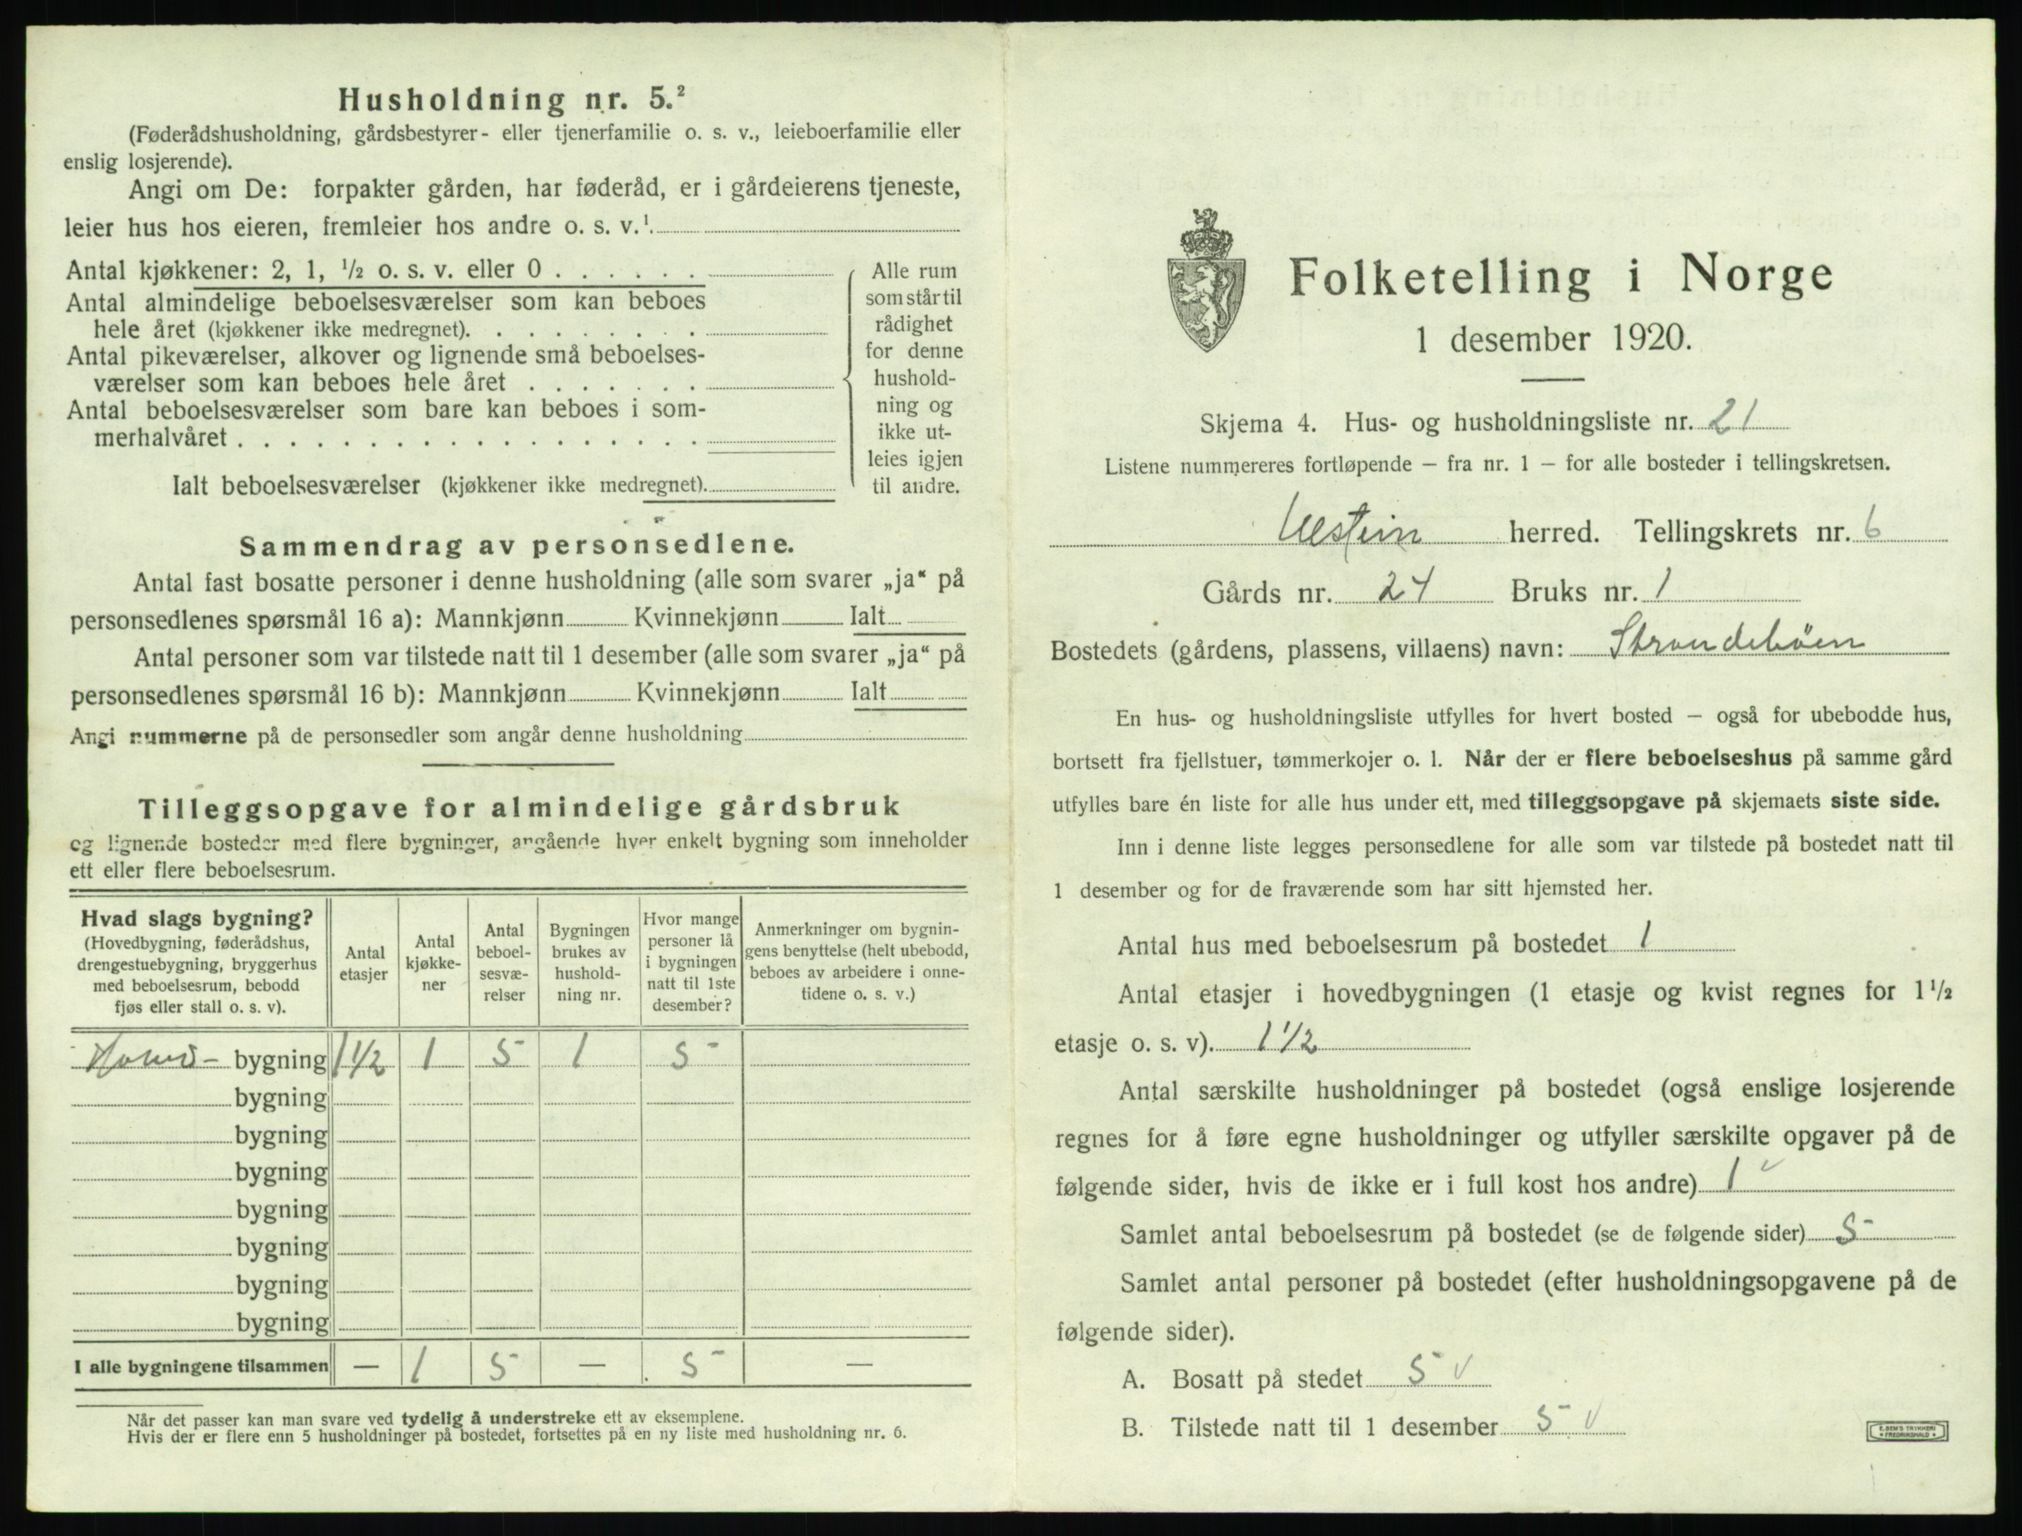 Husholdning nr. 5.²
(Føderådshusholdning, gårdsbestyrer- eller tjenerfamilie o. s. v., leieboerfamilie eller
enslig losjerende).
Angi om De: forpakter gården, har føderåd, er i gårdeierens tjeneste,
leier hus hos eieren, fremleier hos andre o. s. v.¹
Antal kjøkkener: 2, 1, ½ o. s. v. eller 0
Antal almindelige beboelsesværelser som kan beboes
hele året (kjøkkener ikke medregnet).
Antal pikeværelser, alkover og lignende små beboelses-
værelser som kan beboes hele året
Antal beboelsesværelser som bare kan beboes i som-
merhalvåret
Ialt beboelsesværelser (kjøkkener ikke medregnet)
Alle rum
som står til
rådighet
for denne
hushold-
ning og
ikke ut-
leies igjen
til andre.
Sammendrag av personsedlene.
Antal fast bosatte personer i denne husholdning (alle som svarer „ja“ på
personsedlenes spørsmål 16 a): Mannkjønn Kvinnekjønn Ialt
Antal personer som var tilstede natt til 1 desember (alle som svarer „ja“ på
personsedlenes spørsmål 16 b): Mannkjønn Kvinnekjønn Ialt
Angi nummerne på de personsedler som angår denne husholdning
Tilleggsopgave for almindelige gårdsbruk
og lignende bosteder med flere bygninger, angående hver enkelt bygning som inneholder
ett eller flere beboelsesrum.
Hvad slags bygning?
(Hovedbygning, føderådshus,
drengestuebygning, bryggerhus
med beboelsesrum, bebodd
fjøs eller stall o. s. v).
Antal
etasjer
Antal
kjøkke-
ner
Antal
beboel-
sesvæ-
relser
Bygningen
brukes av
hushold-
ning nr.
Hvor mange
personer lå
i bygningen
natt til 1ste
desember?
Anmerkninger om bygnin-
gens benyttelse (helt ubebodd,
beboes av arbeidere i onne-
tidene o. s. v.)
Hoved- bygning 1½ 1 5 1 5
bygning
bygning
bygning
bygning
bygning
bygning
bygning
I alle bygningene tilsammen — 1 5 — 5 —
Når det passer kan man svare ved tydelig å understreke ett av eksemplene.
Hvis der er flere enn 5 husholdninger på bostedet, fortsettes på en ny liste med husholdning nr. 6.
Folketelling i Norge
1 desember 1920.
Skjema 4. Hus- og husholdningsliste nr. 21
Listene nummereres fortløpende – fra nr. 1 – for alle bosteder i tellingskretsen.
Ulstein herred. Tellingskrets nr. 6
Gårds nr. 24 Bruks nr. 1
Bostedets (gårdens, plassens, villaens) navn: Strandebøen
En hus- og husholdningsliste utfylles for hvert bosted – også for ubebodde hus,
bortsett fra fjellstuer, tømmerkojer o. l. Når der er flere beboelseshus på samme gård
utfylles bare én liste for alle hus under ett, med tilleggsopgave på skjemaets siste side.
Inn i denne liste legges personsedlene for alle som var tilstede på bostedet natt til
1 desember og for de fraværende som har sitt hjemsted her.
Antal hus med beboelsesrum på bostedet 1
Antal etasjer i hovedbygningen (1 etasje og kvist regnes for 1½
etasje o. s. v). 1½
Antal særskilte husholdninger på bostedet (også enslige losjerende
regnes for å føre egne husholdninger og utfyller særskilte opgaver på de
følgende sider, hvis de ikke er i full kost hos andre) 1 ✓
Samlet antal beboelsesrum på bostedet (se de følgende sider) 5
Samlet antal personer på bostedet (efter husholdningsopgavene på de
følgende sider).
A. Bosatt på stedet 5 ✓
B. Tilstede natt til 1 desember 5 ✓
E. SEM'S TRYKKERI
FREDRIKSHALD